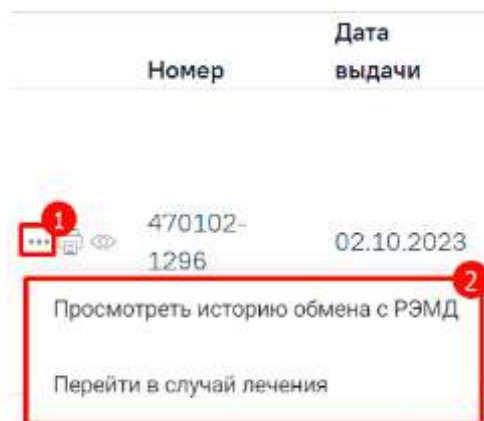 Дата
Номер выдачи
1
470102-
02.10.2023
1296
2
Просмотреть историю обмена с РЭМД
Перейти в случай лечения